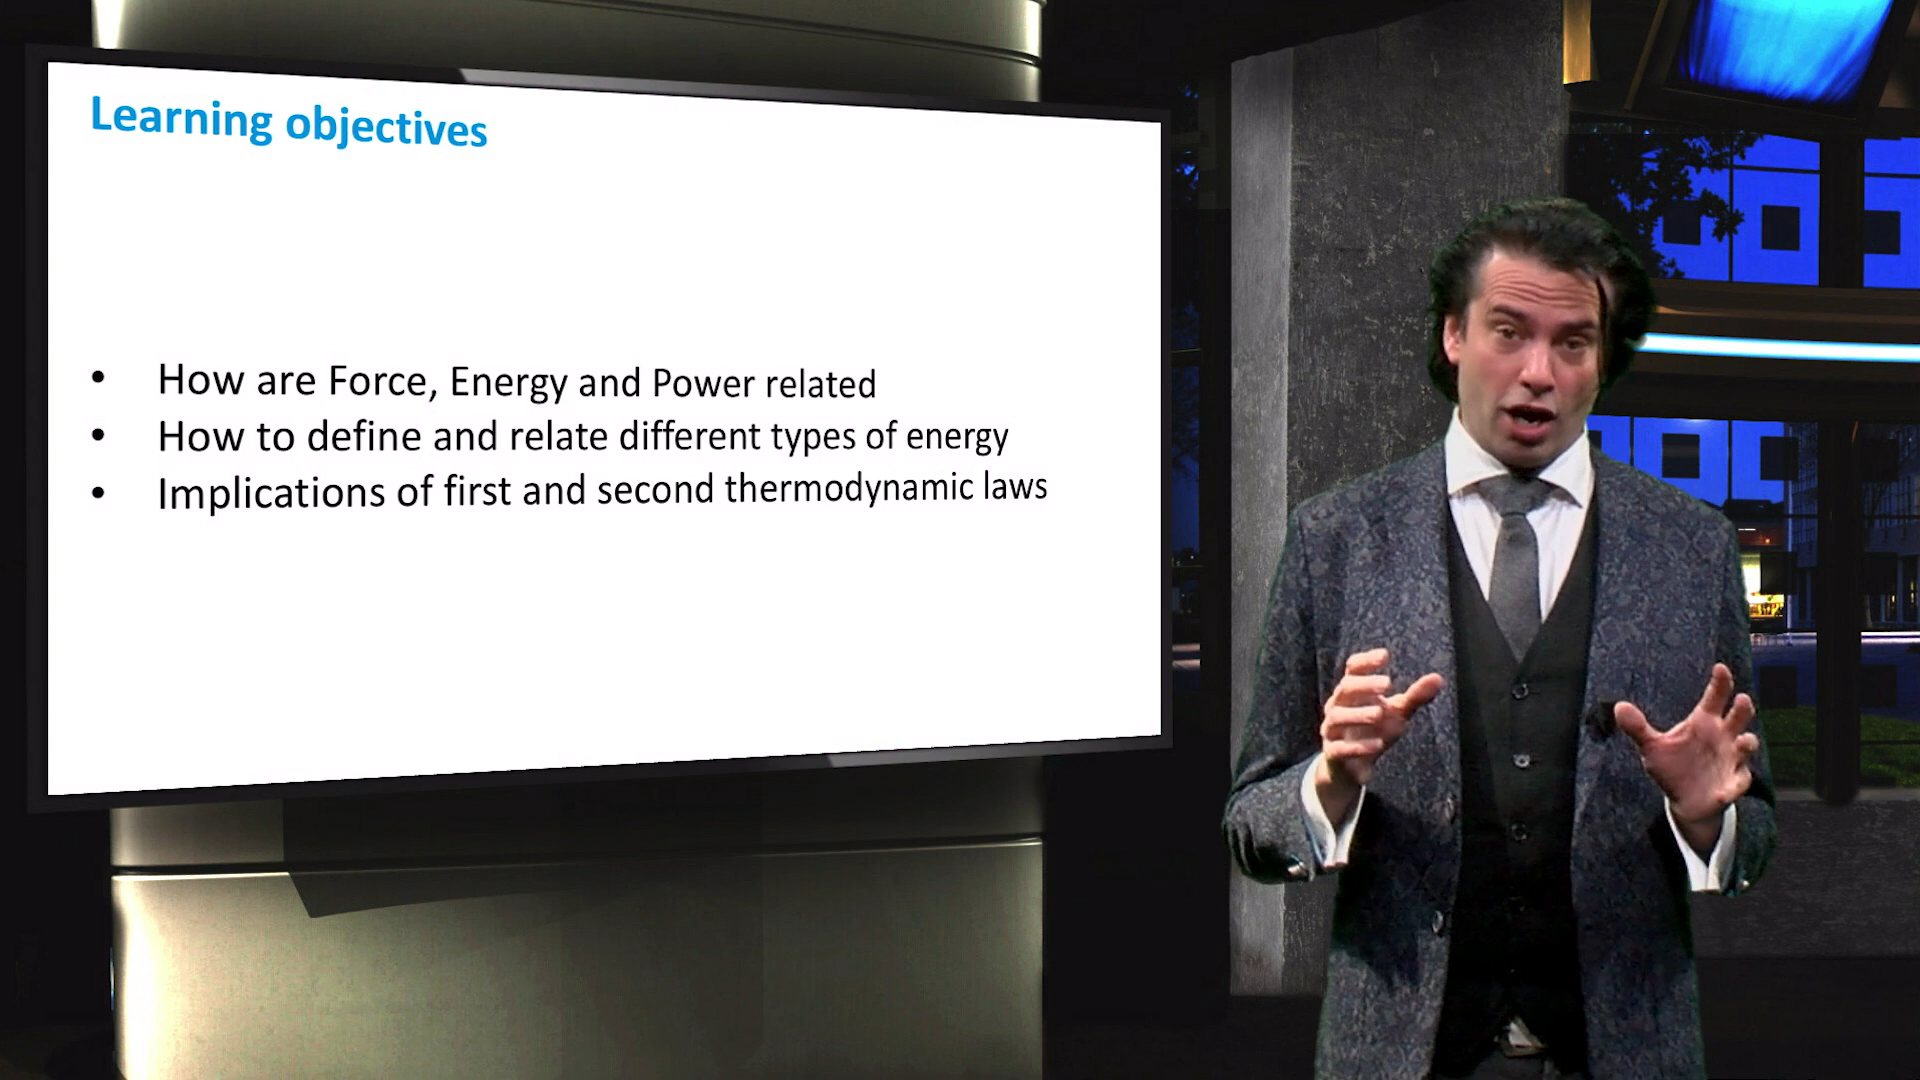 Learning objectives
• How are Force, Energy and Power related
• How to define and relate different types of energy
• Implications of first and second thermodynamic laws